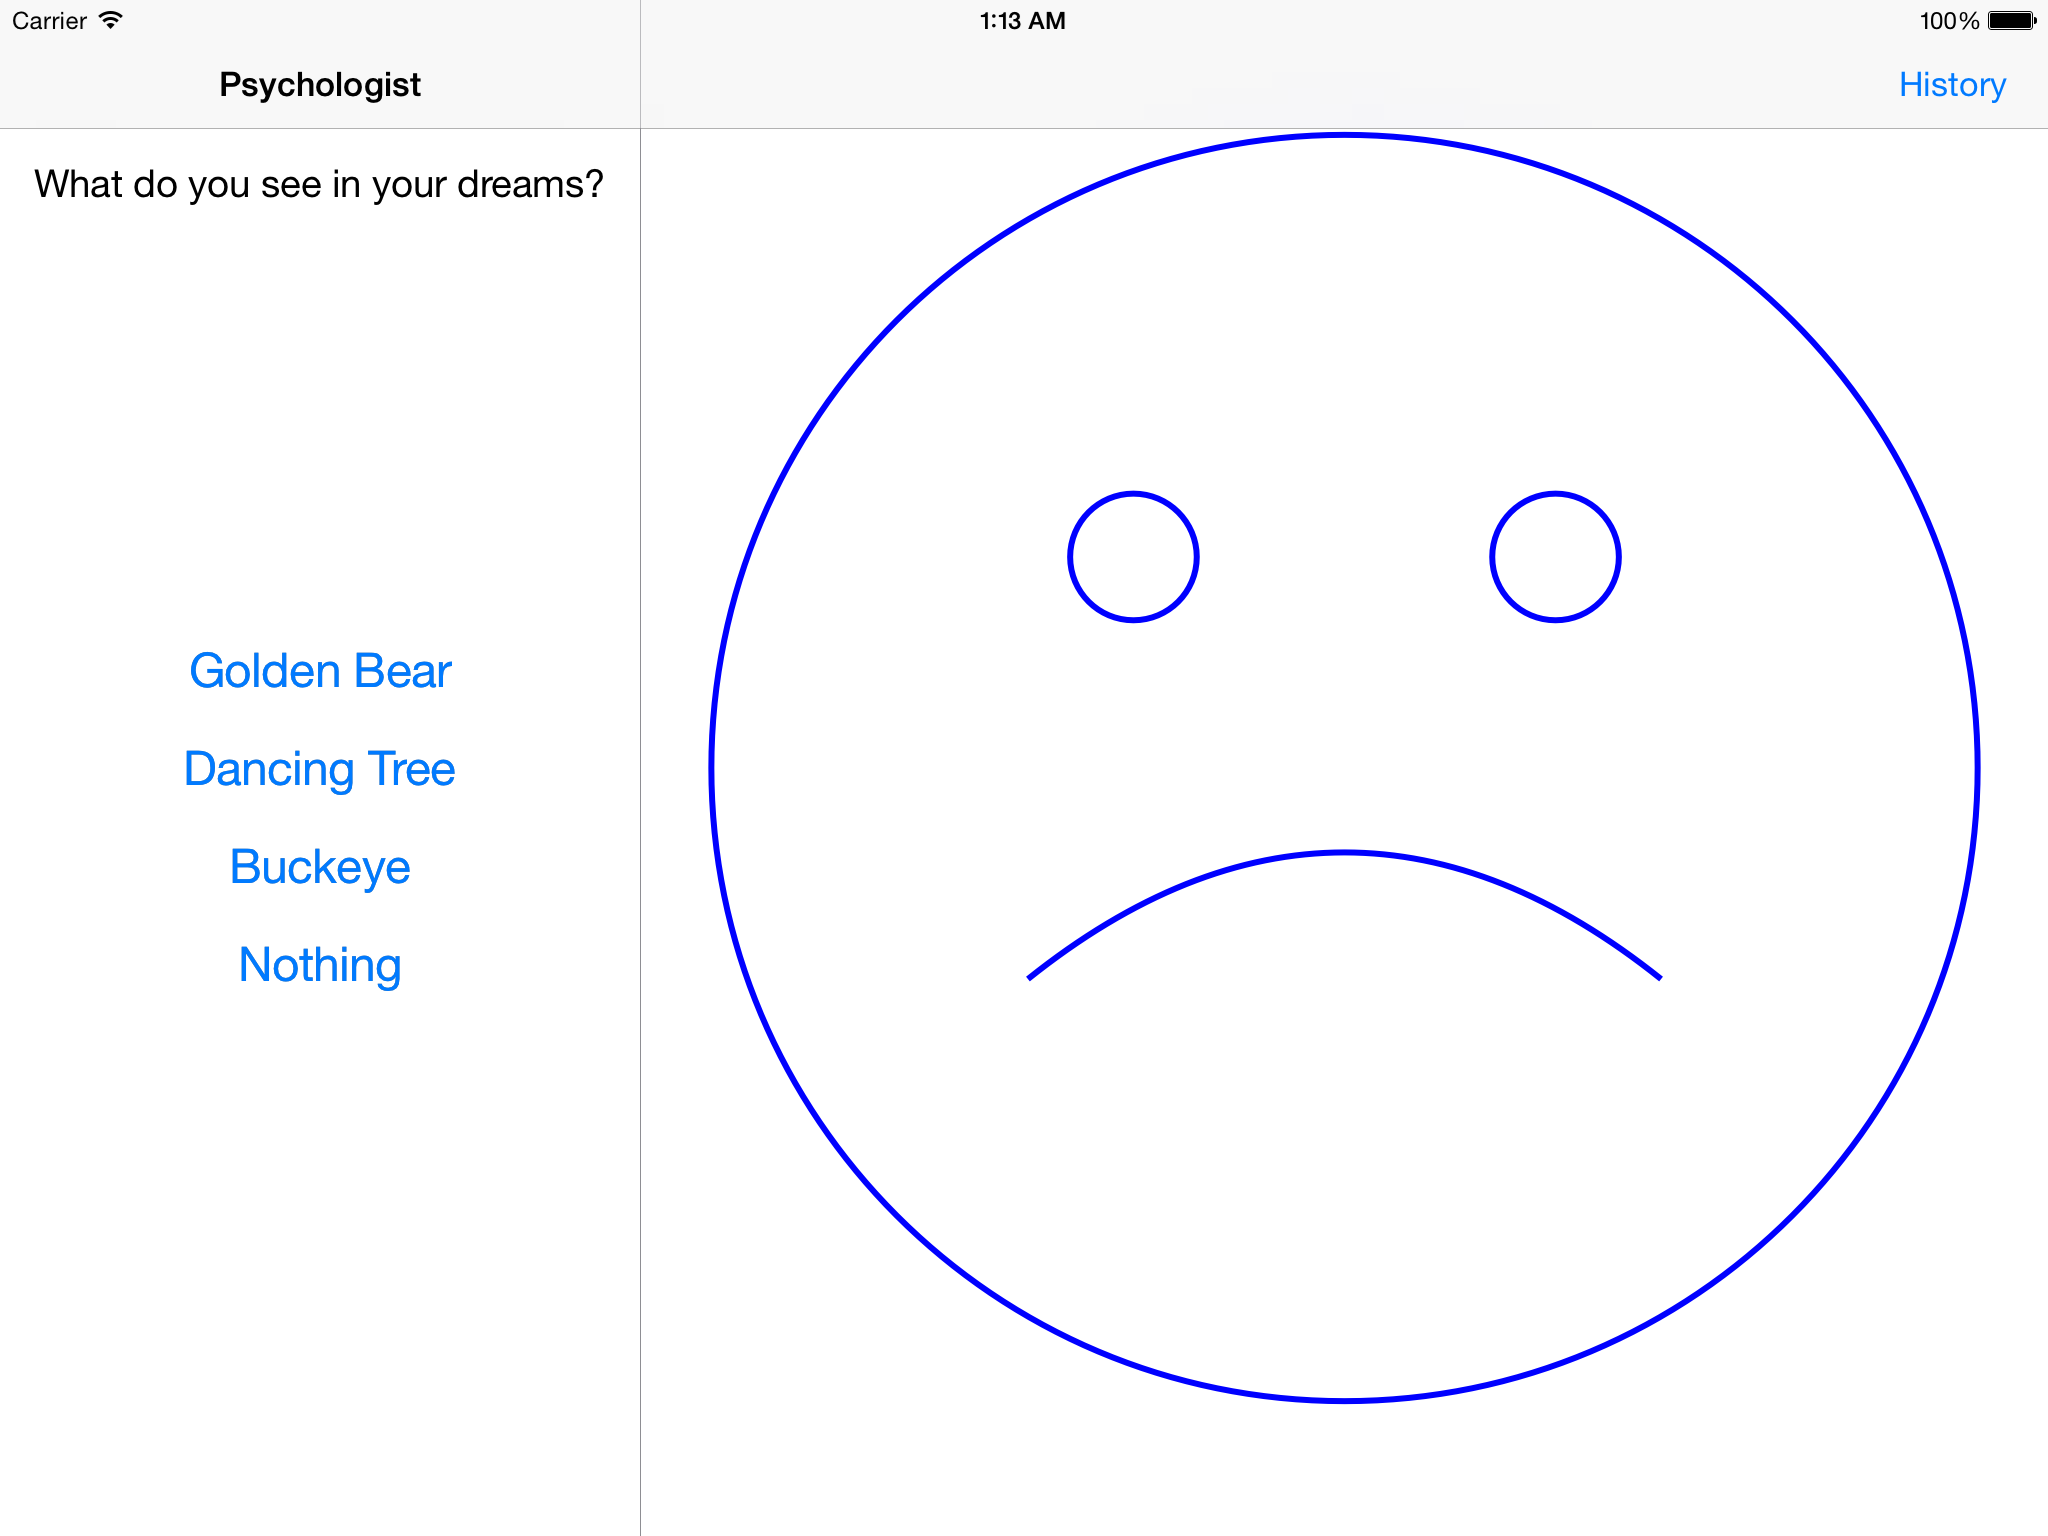 Carrier
1:13 AM
100%
Psychologist
History
What do you see in your dreams?
Golden Bear
Dancing Tree
Buckeye
Nothing